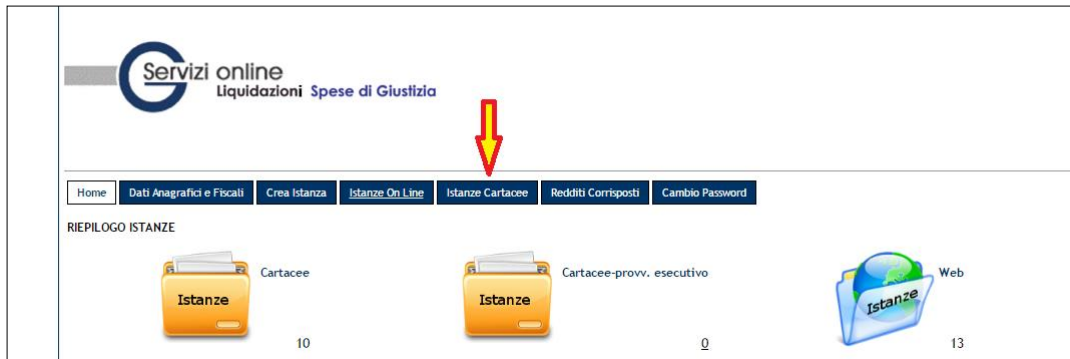 Servizi online
Liquidazioni Spese di Giustizia
Home Dati Anagrafici e Fiscali Crea Istanza Istanze On Line Istanze Cartacee Redditi Corrisposti Cambio Password
RIEPILOGO ISTANZE
Cartacee Cartacee-provv. esecutivo Web
Istanze Istanze Istanze
10 0 13